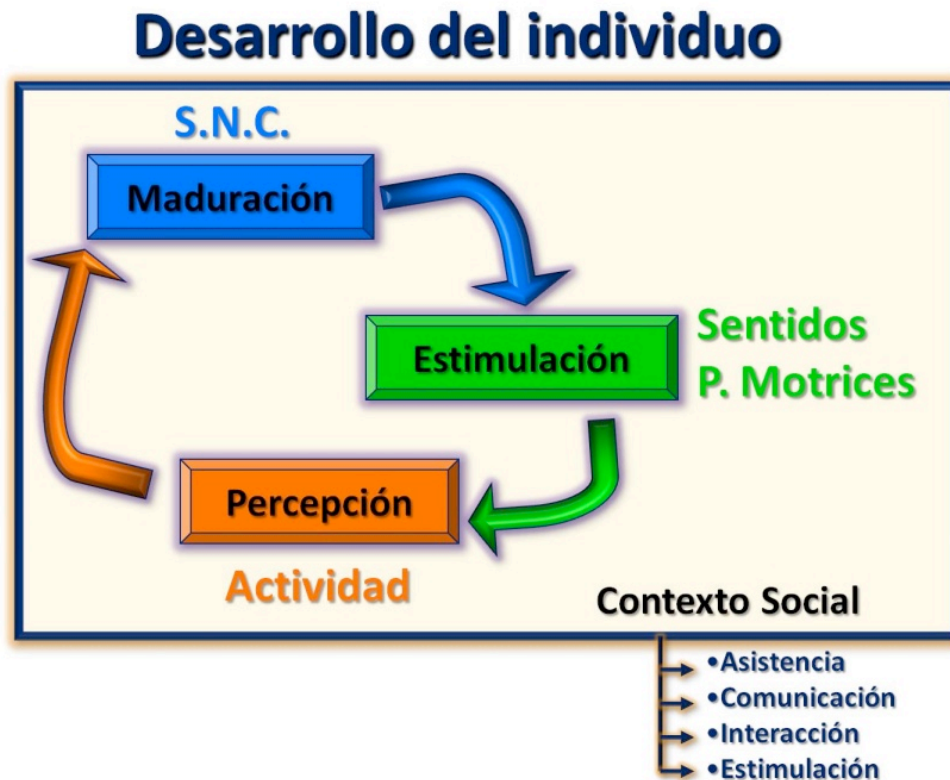 Desarrollo del individuo
S.N.C.
Maduración
Estimulación
Sentidos
P. Motrices
Percepción
Actividad
Contexto Social
•Asistencia
•Comunicación
•Interacción
•Estimulación